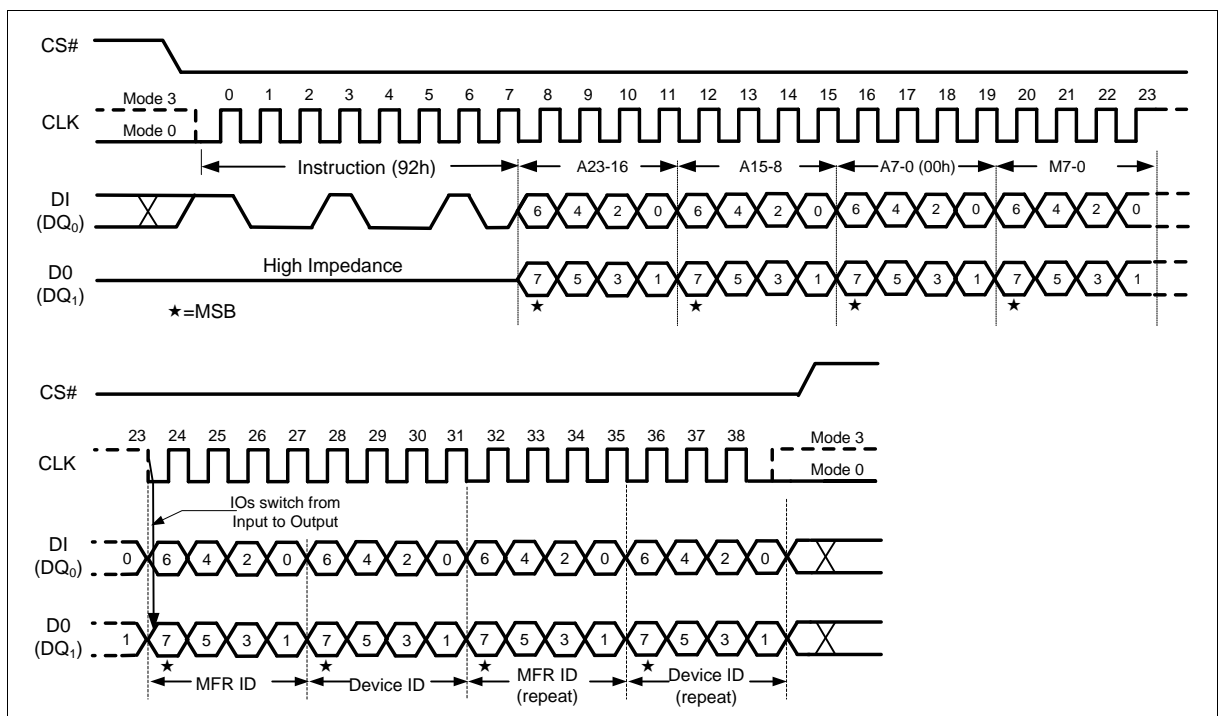 CS#
Mode 3 0 1 2 3 4 5 6 7 8 9 10 11 12 13 14 15 16 17 18 19 20 21 22 23
CLK
Mode 0
Instruction (92h) A23-16 A15-8 A7-0 (00h) M7-0
DI
(DQ0) 6 4 2 0 6 4 2 0 6 4 2 0 6 4 2 0
High Impedance
D0
(DQ1) 7 5 3 1 7 5 3 1 7 5 3 1 7 5 3 1
★=MSB ★ ★ ★ ★
CS#
23 24 25 26 27 28 29 30 31 32 33 34 35 36 37 38 Mode 3
CLK
Mode 0
IOs switch from
Input to Output
DI
(DQ0) 0 6 4 2 0 6 4 2 0 6 4 2 0 6 4 2 0
D0
(DQ1) 1 7 5 3 1 7 5 3 1 7 5 3 1 7 5 3 1
★ ★ ★ ★
MFR ID Device ID MFR ID
(repeat) Device ID
(repeat)